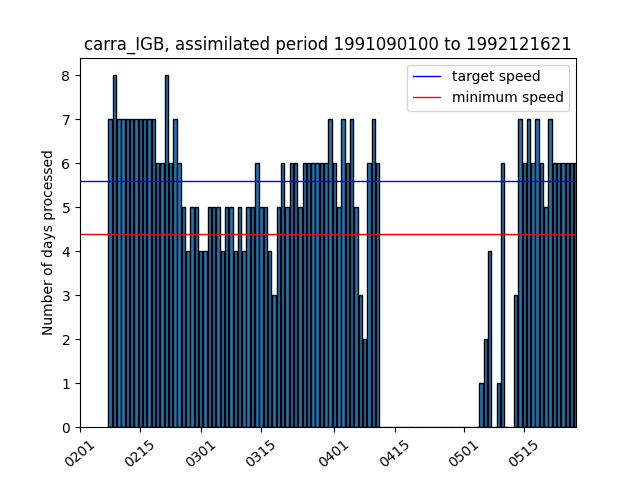 carra_IGB, assimilated period 1991090100 to 1992121621
target speed
minimum speed
Number of days processed
8
7
6
5
4
3
2
1
0
0201 0215 0301 0315 0401 0415 0501 0515